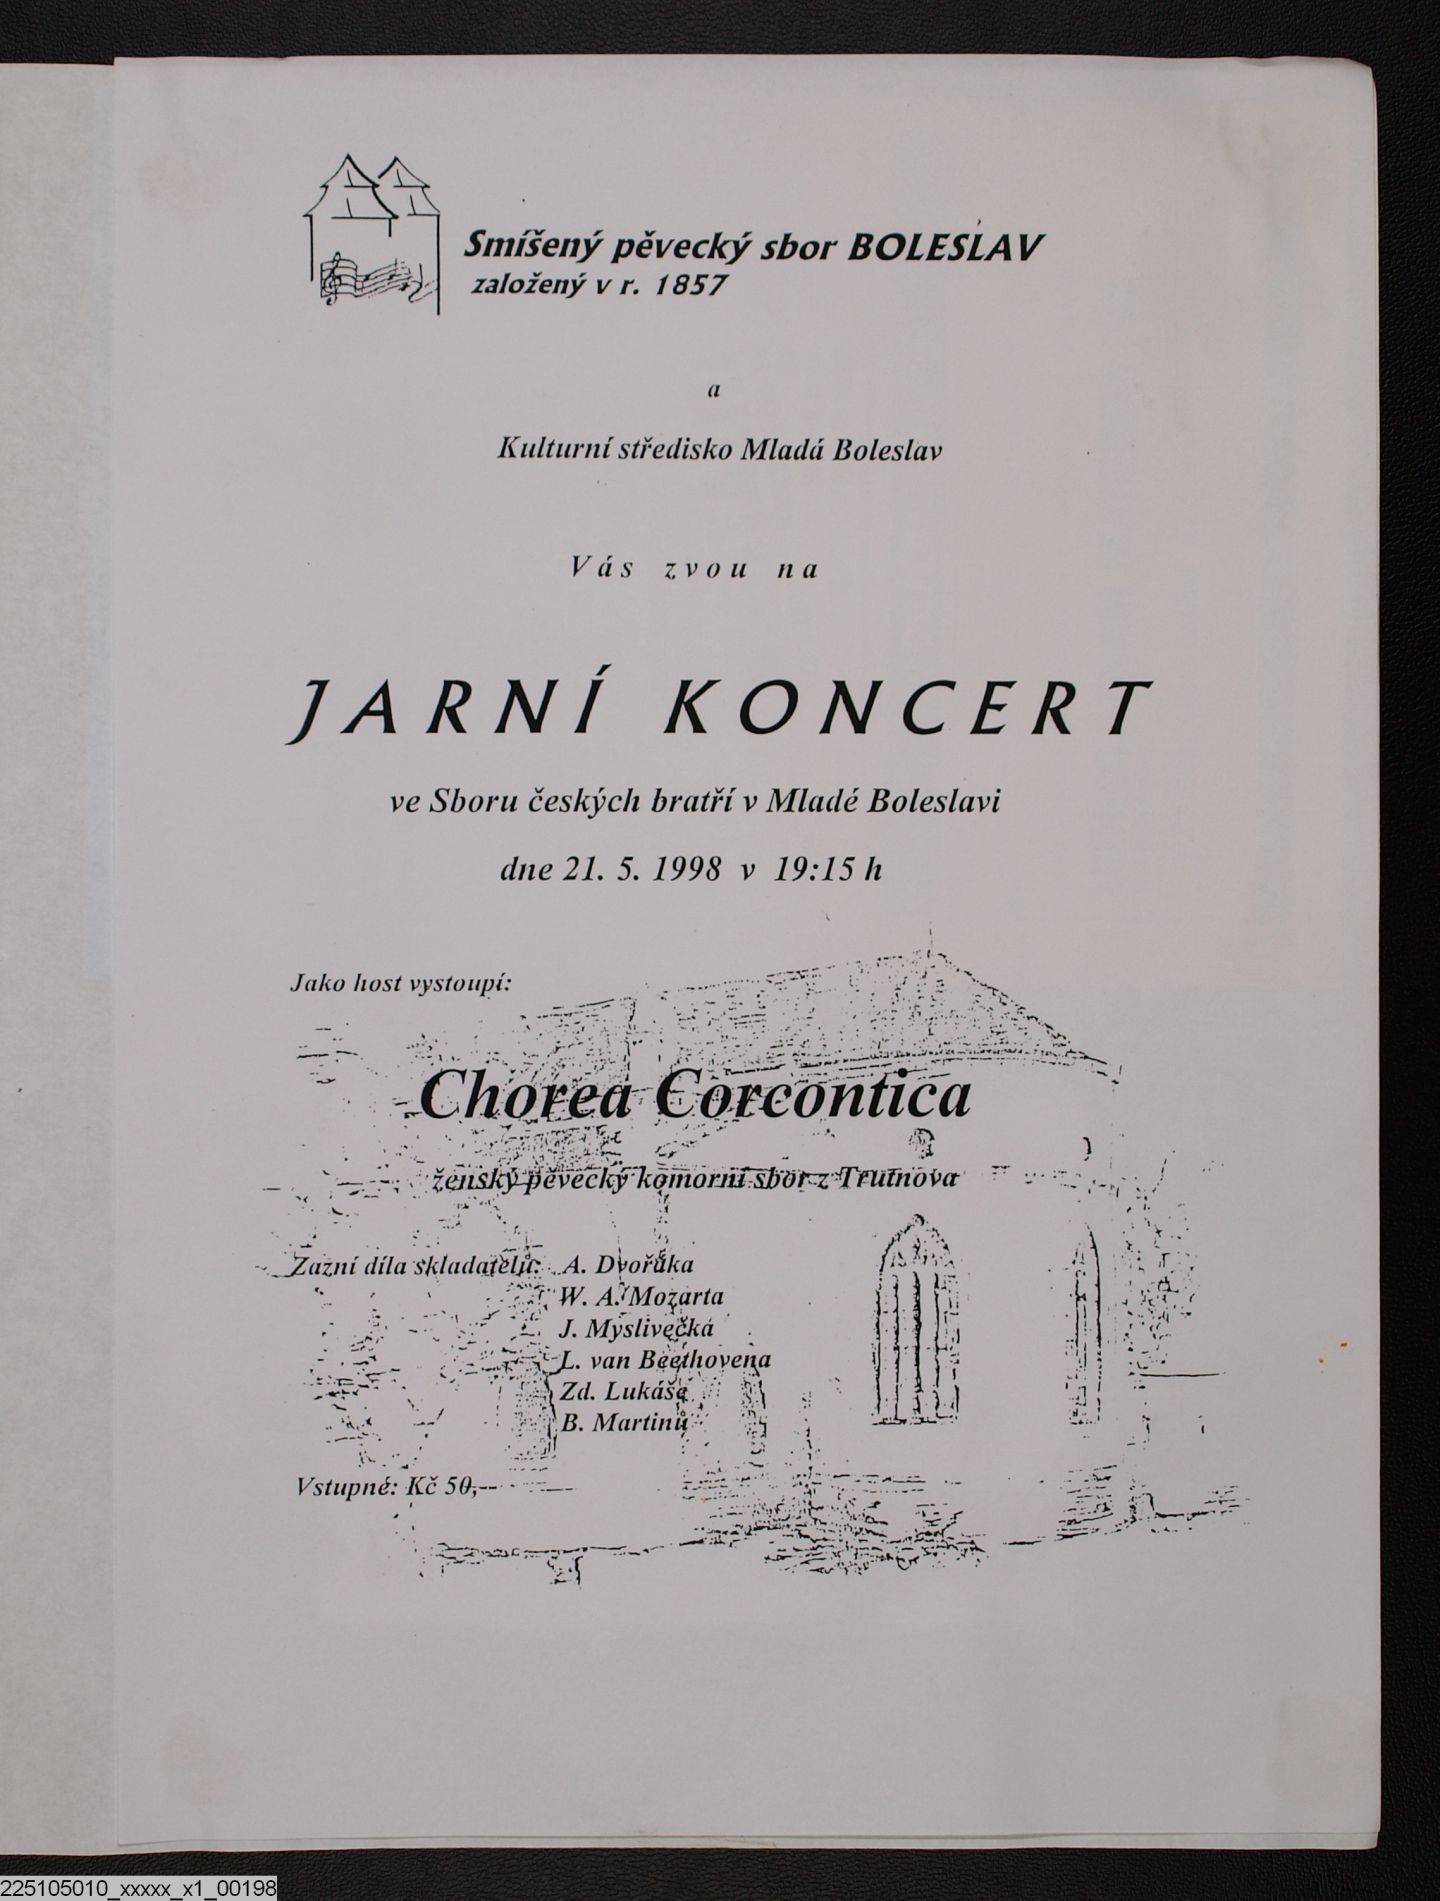 Smíšený pěvecký sbor BOLESLAV
založený v r. 1857
a
Kulturní středisko Mladá Boleslav
Vás zvou na
JARNÍ KONCERT
ve Sboru českých bratří v Mladé Boleslavi
dne 21. 5. 1998 v 19:15 h
Jako host vystoupí:
Chorea Corcontica
ženský pěvecký komorní sbor z Trutnova
Zazní díla skladatelů: A. Dvořáka
W. A. Mozarta
J. Myslivečka
L. van Beethovena
Zd. Lukáše
B. Martinů
Vstupné: Kč 50,--
225105010_xxxxx_x1_00198